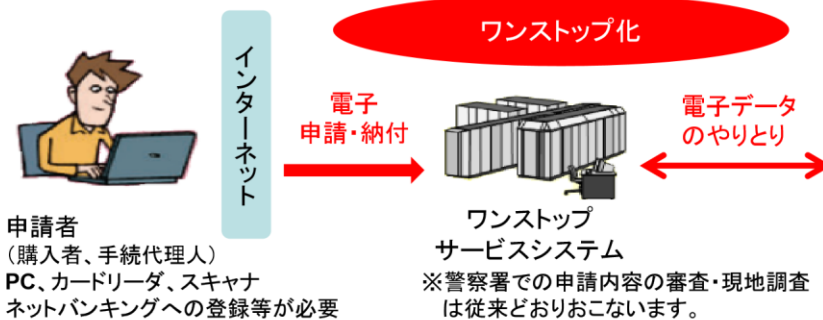 ワンストップ化
インターネット
電子
申請・納付
電子データ
のやりとり
申請者
（購入者、手続代理人）
PC、カードリーダ、スキャナ
ネットバンキングへの登録等が必要
ワンストップ
サービスシステム
※警察署での申請内容の審査・現地調査
は従来どおりおこないます。